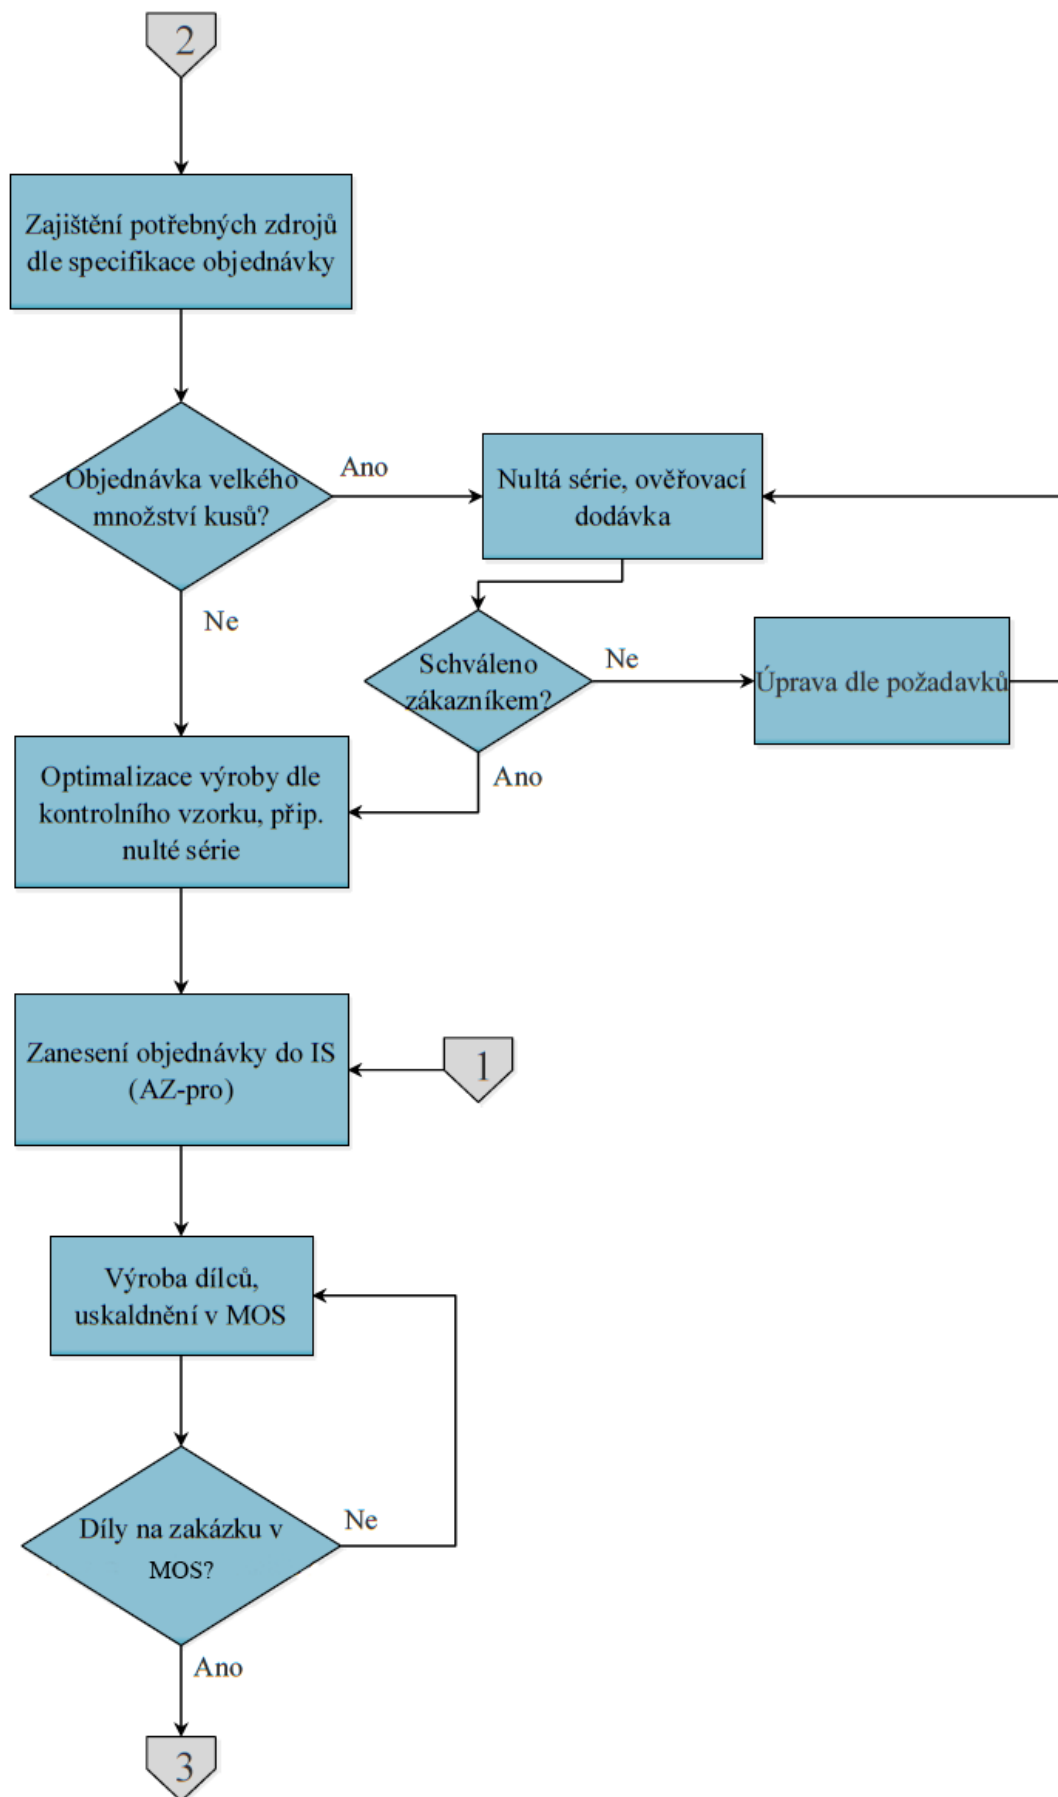 2
Zajištění potřebných zdrojů
dle specifikace objednávky
Objednávka velkého
množství kusů?
Ano
Nultá série, ověřovací
dodávka
Ne
Schváleno
zákazníkem?
Ne
Úprava dle požadavků
Ano
Optimalizace výroby dle
kontrolního vzorku, příp.
nulté série
Zanesení objednávky do IS
(AZ-pro)
1
Výroba dílců,
uskaldnění v MOS
Díly na zakázku v
MOS?
Ne
Ano
3